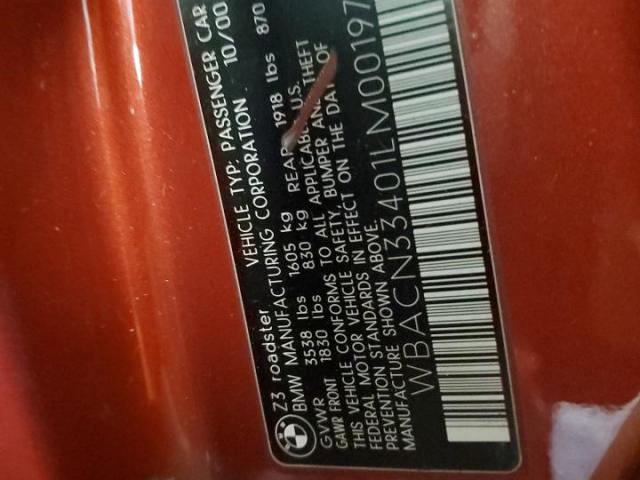 Z3 roadster VEHICLE TYP: PASSENGER CAR
BMW MANUFACTURING CORPORATION 10/00
GVWR 3538 lbs 1605 kg REAR 1918 lbs 870
GAWR FRONT 1830 lbs 830 kg
THIS VEHICLE CONFORMS TO ALL APPLICABLE U.S.
FEDERAL MOTOR VEHICLE SAFETY, BUMPER AND THEFT
PREVENTION STANDARDS IN EFFECT ON THE DATE OF
MANUFACTURE SHOWN ABOVE.
WBACN33401LM00197